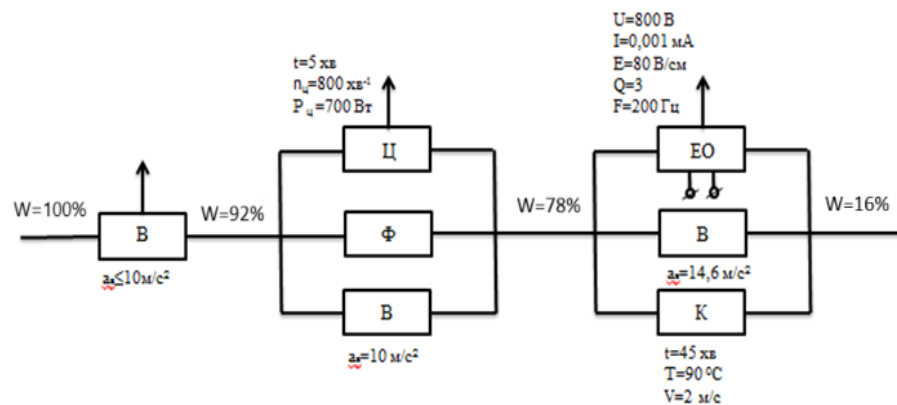 W=100%
В
aв≤10м/с²
W=92%
t=5 хв
nц=800 хв⁻¹
Pц=700 Вт
Ц
Ф
В
aв=10 м/с²
W=78%
U=800 В
I=0,001 мА
E=80 В/см
Q=3
F=200 Гц
ЕО
В
aв=14,6 м/с²
К
t=45 хв
T=90 ⁰С
V=2 м/с
W=16%